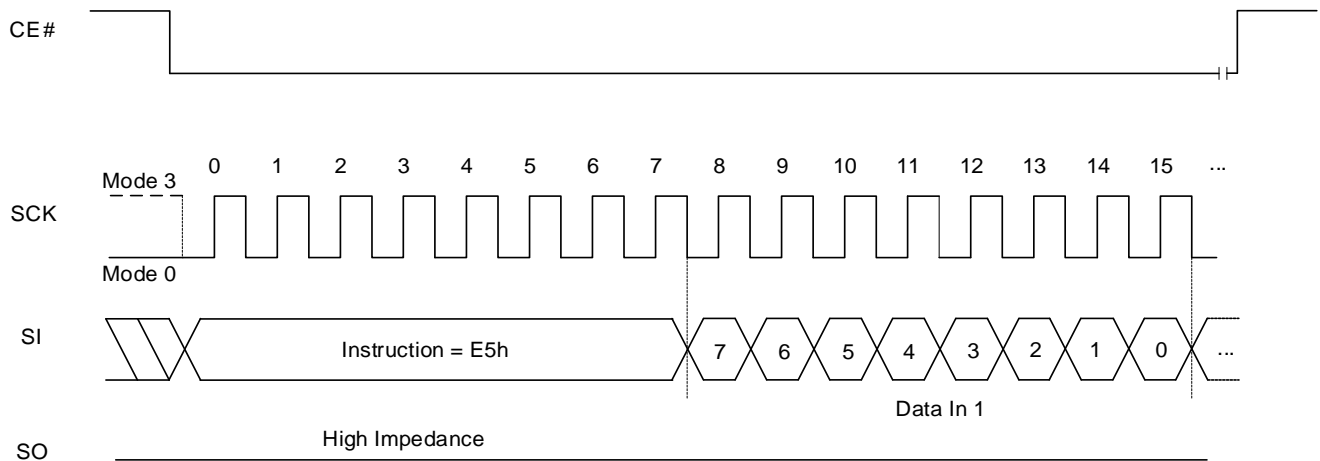 CE#
0 1 2 3 4 5 6 7 8 9 10 11 12 13 14 15 ...
Mode 3
SCK
Mode 0
SI
Instruction = E5h
7 6 5 4 3 2 1 0 ...
Data In 1
High Impedance
SO